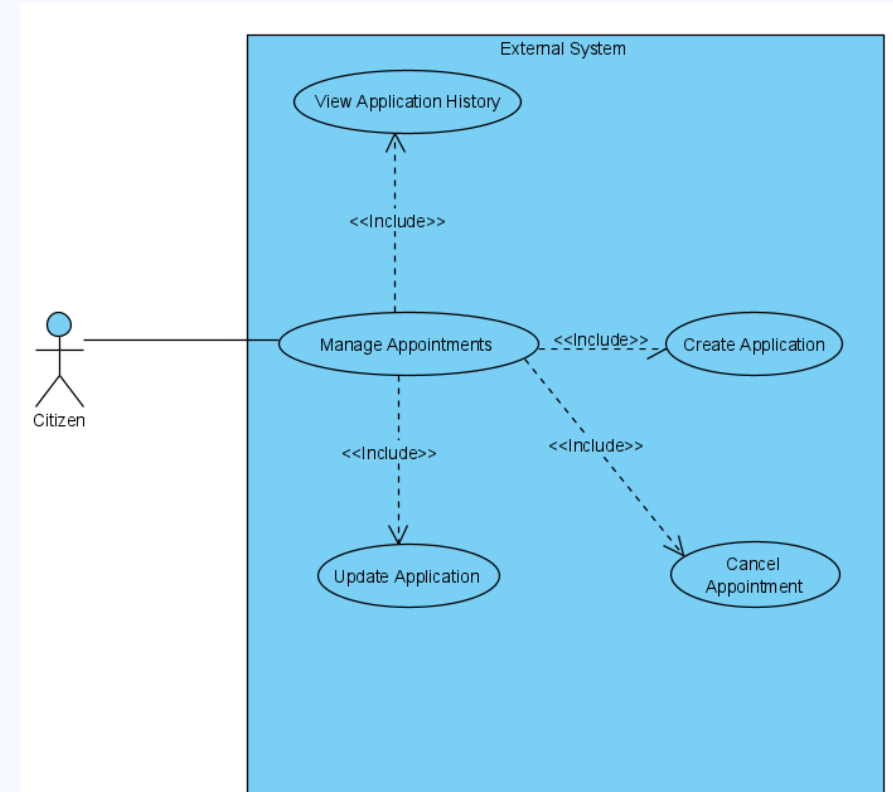 External System
View Application History
<<Include>>
Manage Appointments
<<Include>>
Create Application
Citizen
<<Include>>
<<Include>>
Update Application
Cancel
Appointment